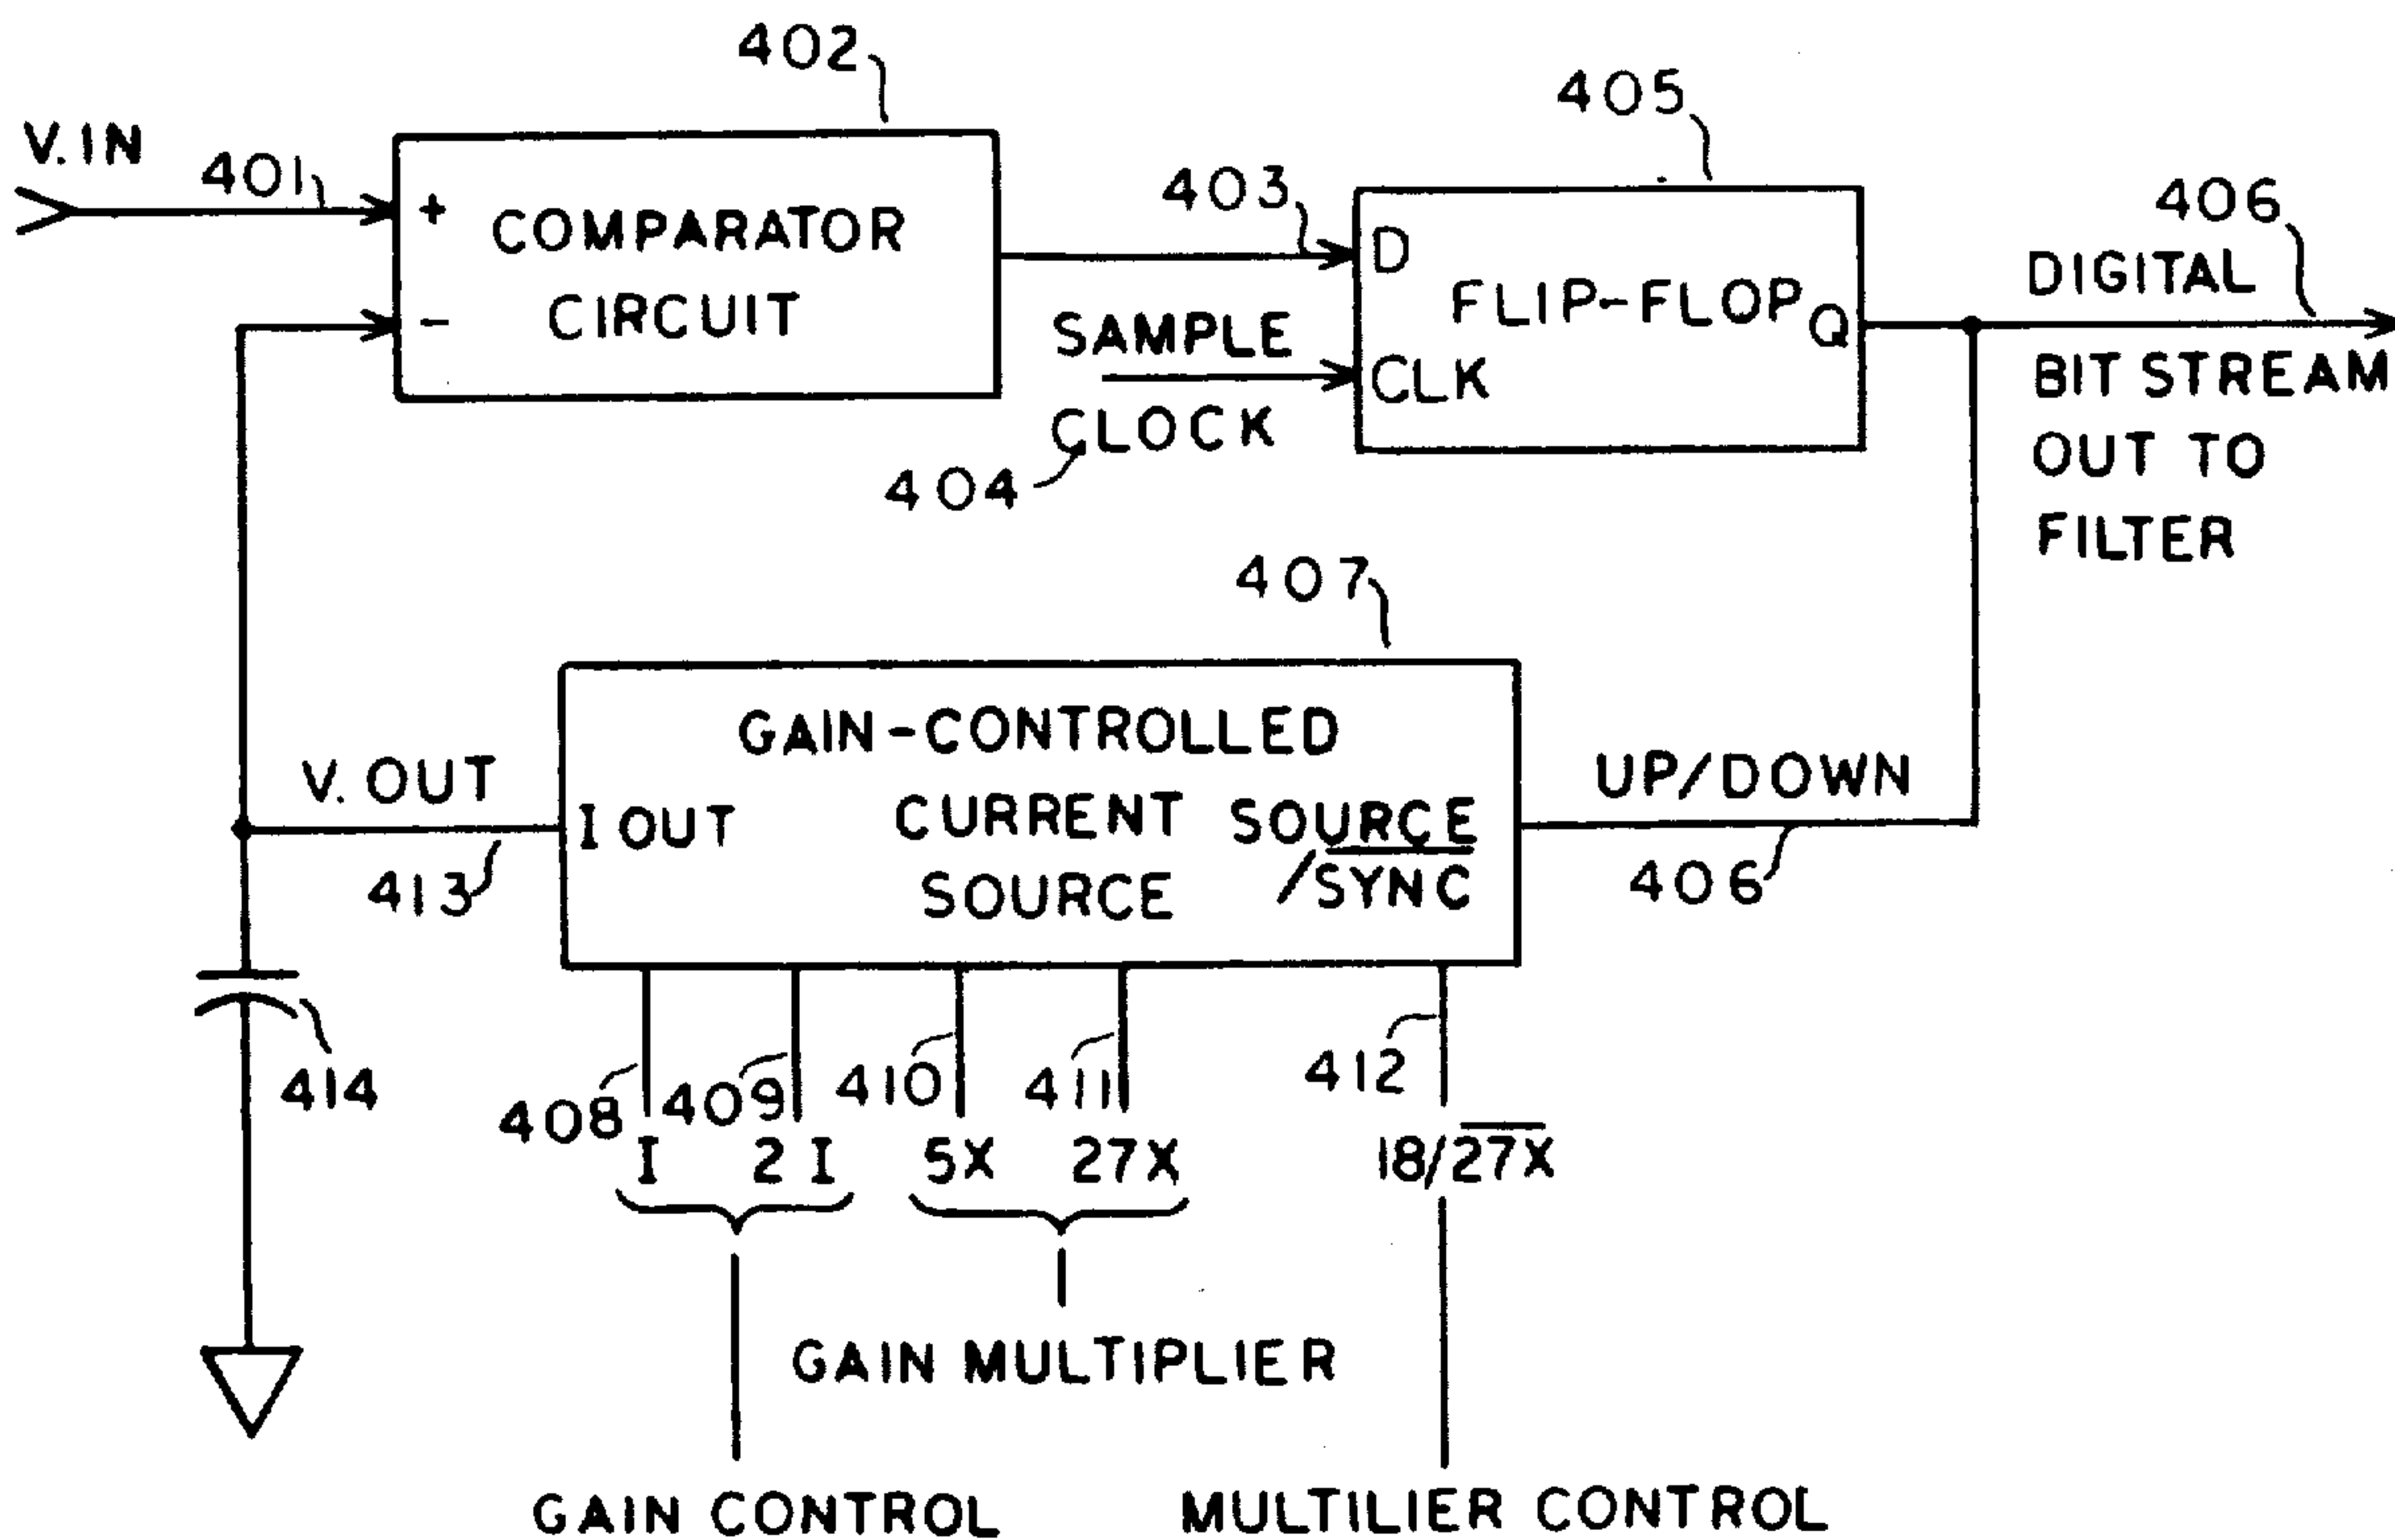 402
V.IN
401
+
COMPARATOR
CIRCUIT
-
403
405
D
FLIP-FLOP
Q
CLK
SAMPLE
CLOCK
404
406
DIGITAL
BIT STREAM
OUT TO
FILTER
407
GAIN-CONTROLLED
CURRENT
SOURCE
SOURCE
/S̅Y̅N̅C̅
I OUT
V. OUT
413
UP/DOWN
406
414
408
409
410
411
412
I
2 I
5X
27X
18/2̅7̅X̅
GAIN MULTIPLIER
GAIN CONTROL
MULTILIER CONTROL